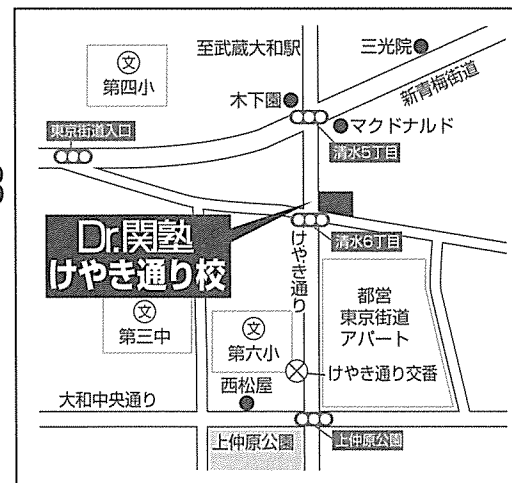 至武蔵大和駅
三光院
文
第四小
新青梅街道
木下園
マクドナルド
東京街道入口
清水5丁目
Dr.関塾
けやき通り校
清水6丁目
けやき通り
都営
東京街道
アパート
文
第三中
文
第六小
けやき通り交番
西松屋
大和中央通り
上仲原公園
上仲原公園